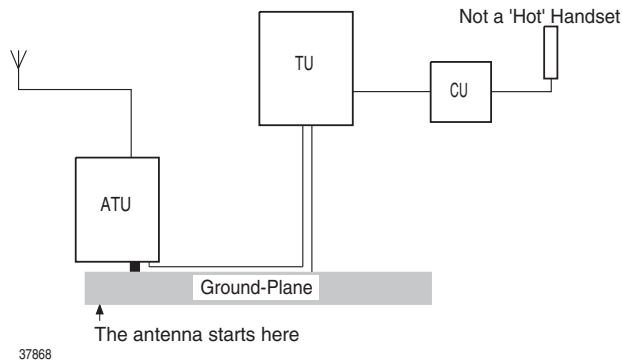 Not a 'Hot' Handset
TU
CU
ATU
Ground-Plane
The antenna starts here
37868